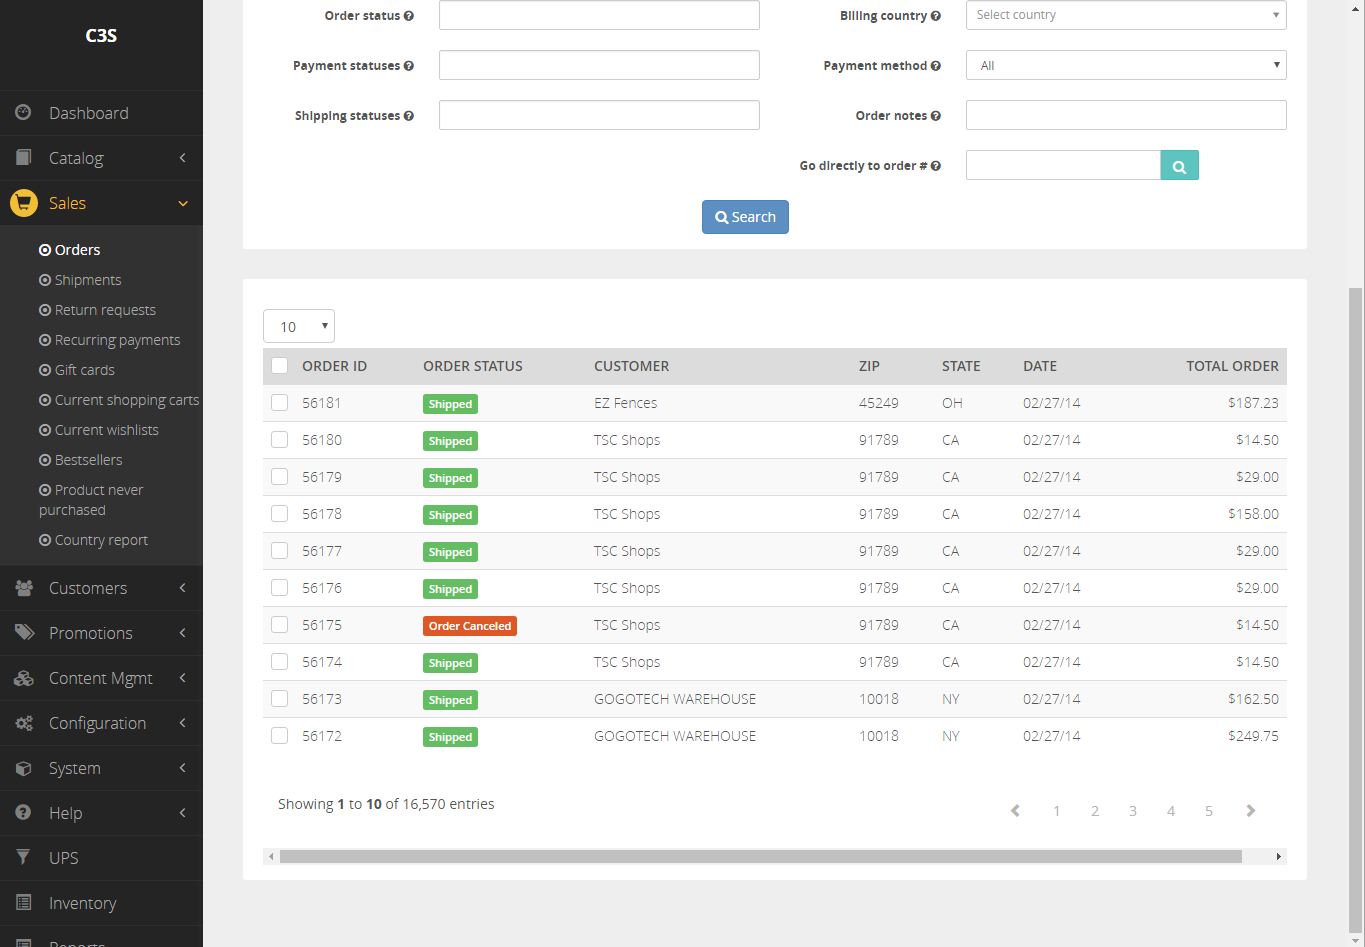 C3S
Dashboard
Catalog
Sales
Orders
Shipments
Return requests
Recurring payments
Gift cards
Current shopping carts
Current wishlists
Bestsellers
Product never
purchased
Country report
Customers
Promotions
Content Mgmt
Configuration
System
Help
UPS
Inventory
Reports
Order status
Billing country Select country
Payment statuses
Payment method All
Shipping statuses
Order notes
Go directly to order #
Search
10
ORDER ID ORDER STATUS CUSTOMER ZIP STATE DATE TOTAL ORDER
56181 Shipped EZ Fences 45249 OH 02/27/14 $187.23
56180 Shipped TSC Shops 91789 CA 02/27/14 $14.50
56179 Shipped TSC Shops 91789 CA 02/27/14 $29.00
56178 Shipped TSC Shops 91789 CA 02/27/14 $158.00
56177 Shipped TSC Shops 91789 CA 02/27/14 $29.00
56176 Shipped TSC Shops 91789 CA 02/27/14 $29.00
56175 Order Canceled TSC Shops 91789 CA 02/27/14 $14.50
56174 Shipped TSC Shops 91789 CA 02/27/14 $14.50
56173 Shipped GOGOTECH WAREHOUSE 10018 NY 02/27/14 $162.50
56172 Shipped GOGOTECH WAREHOUSE 10018 NY 02/27/14 $249.75
Showing 1 to 10 of 16,570 entries
1 2 3 4 5